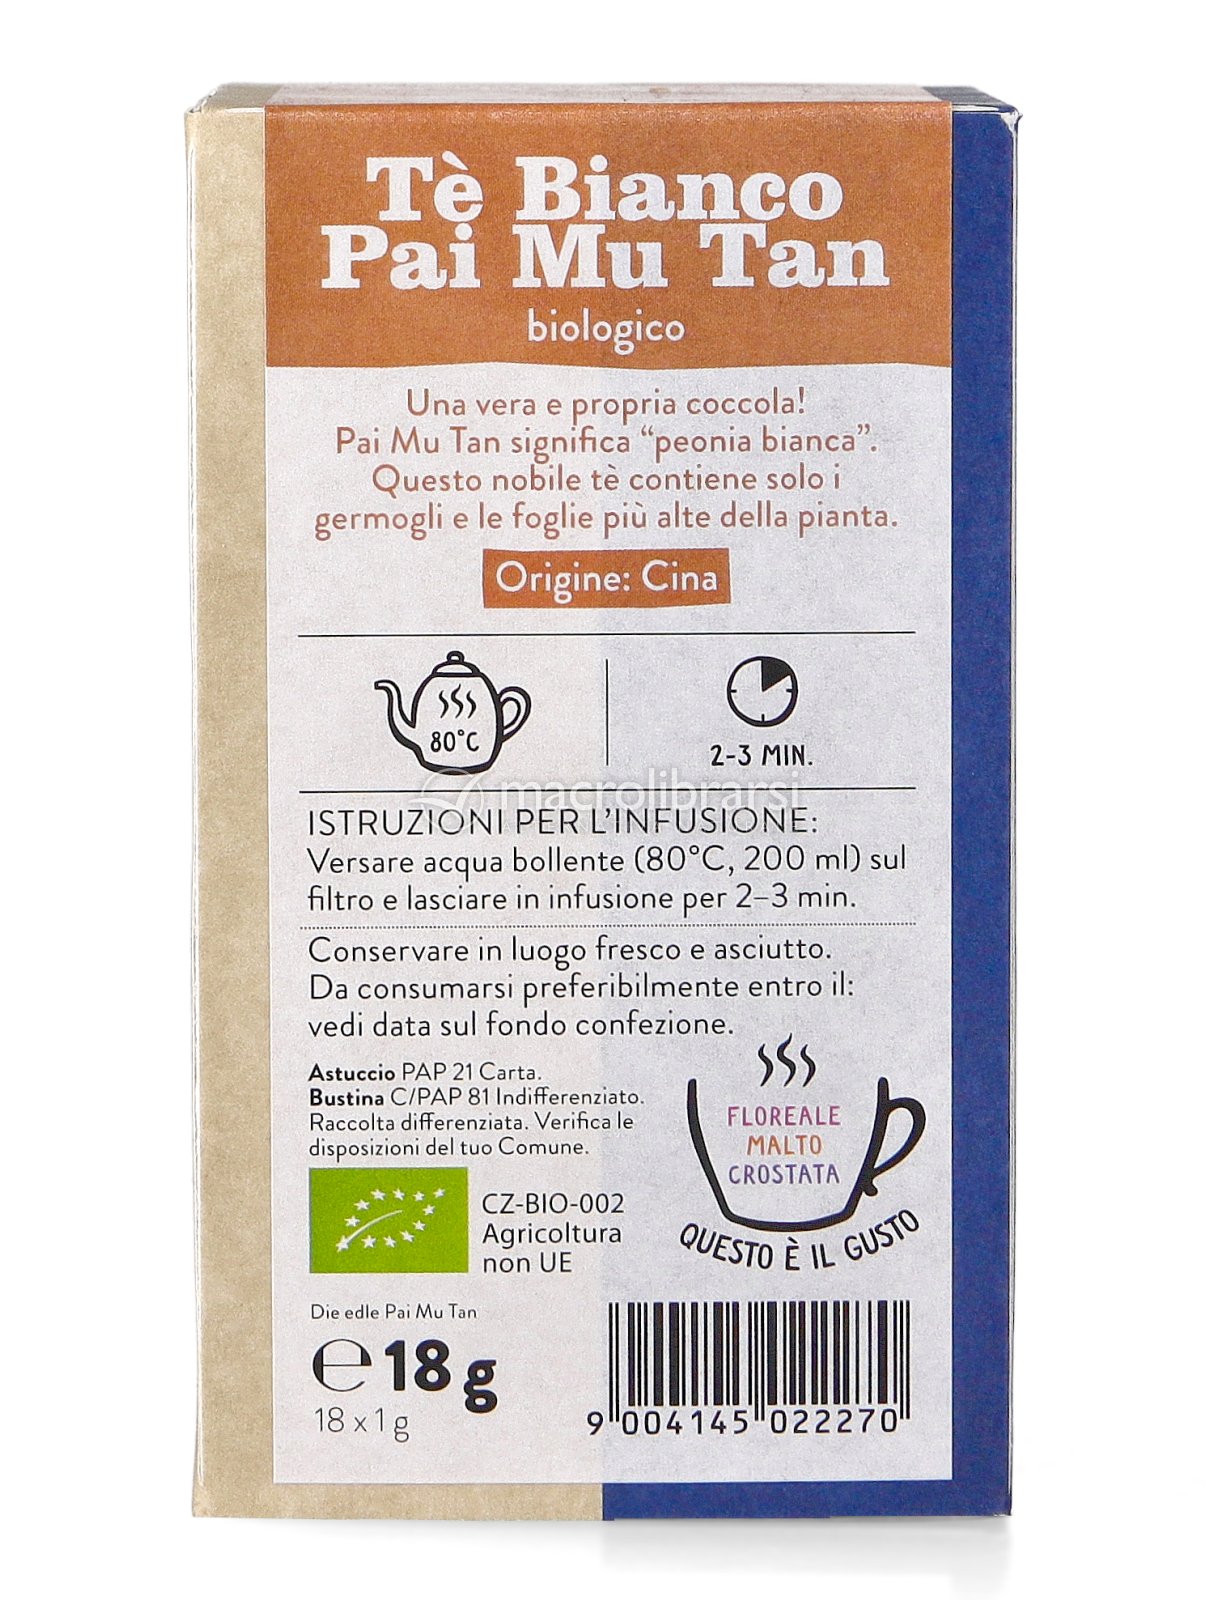 Tè Bianco
Pai Mu Tan
biologico
Una vera e propria coccola!
Pai Mu Tan significa “peonia bianca”.
Questo nobile tè contiene solo i
germogli e le foglie più alte della pianta.
Origine: Cina
80°C
2-3 MIN.
macrolibrarsi
ISTRUZIONI PER L’INFUSIONE:
Versare acqua bollente (80°C, 200 ml) sul
filtro e lasciare in infusione per 2–3 min.
Conservare in luogo fresco e asciutto.
Da consumarsi preferibilmente entro il:
vedi data sul fondo confezione.
Astuccio PAP 21 Carta.
Bustina C/PAP 81 Indifferenziato.
Raccolta differenziata. Verifica le
disposizioni del tuo Comune.
FLOREALE
MALTO
CROSTATA
QUESTO È IL GUSTO
CZ-BIO-002
Agricoltura
non UE
Die edle Pai Mu Tan
℮ 18 g
18 x 1 g
9 004145 022270